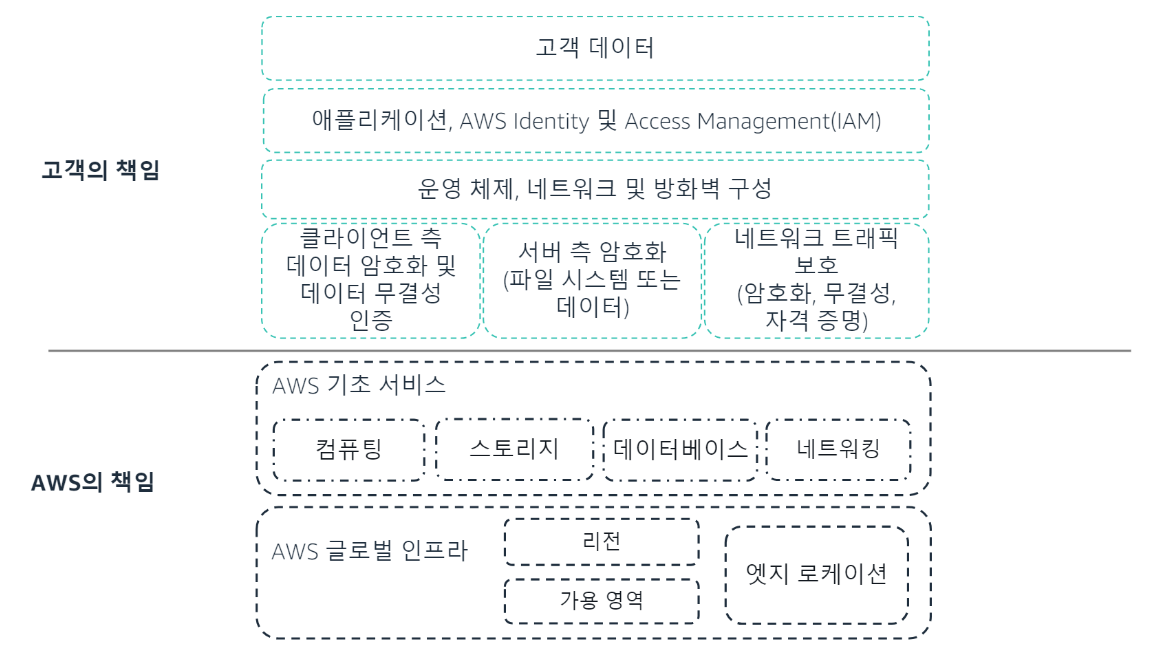 고객 데이터
애플리케이션, AWS Identity 및 Access Management(IAM)
고객의 책임
운영 체제, 네트워크 및 방화벽 구성
클라이언트 측
데이터 암호화 및
데이터 무결성
인증
서버 측 암호화
(파일 시스템 또는
데이터)
네트워크 트래픽
보호
(암호화, 무결성,
자격 증명)
AWS 기초 서비스
컴퓨팅
스토리지
데이터베이스
네트워킹
AWS의 책임
AWS 글로벌 인프라
리전
가용 영역
엣지 로케이션